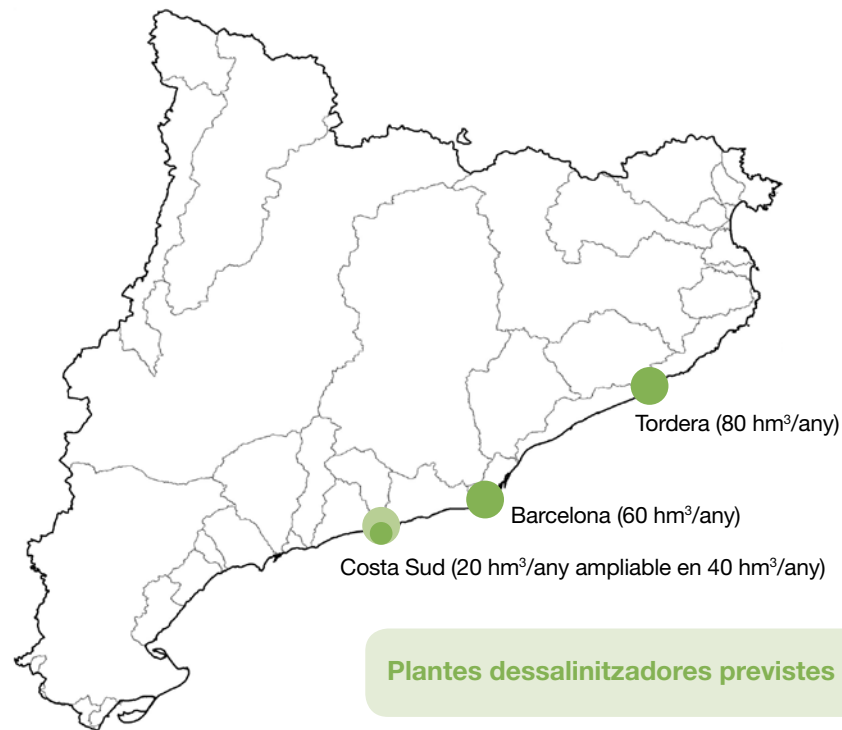 Tordera (80 hm³/any)
Barcelona (60 hm³/any)
Costa Sud (20 hm³/any ampliable en 40 hm³/any)
Plantes dessalinitzadores previstes